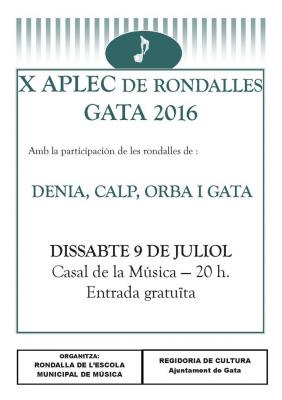 X APLEC DE RONDALLES
GATA 2016
Amb la participación de les rondalles de :
DENIA, CALP, ORBA I GATA
DISSABTE 9 DE JULIOL
Casal de la Música – 20 h.
Entrada gratuïta
ORGANITZA:
RONDALLA DE L'ESCOLA
MUNICIPAL DE MÚSICA
REGIDORIA DE CULTURA
Ajuntament de Gata